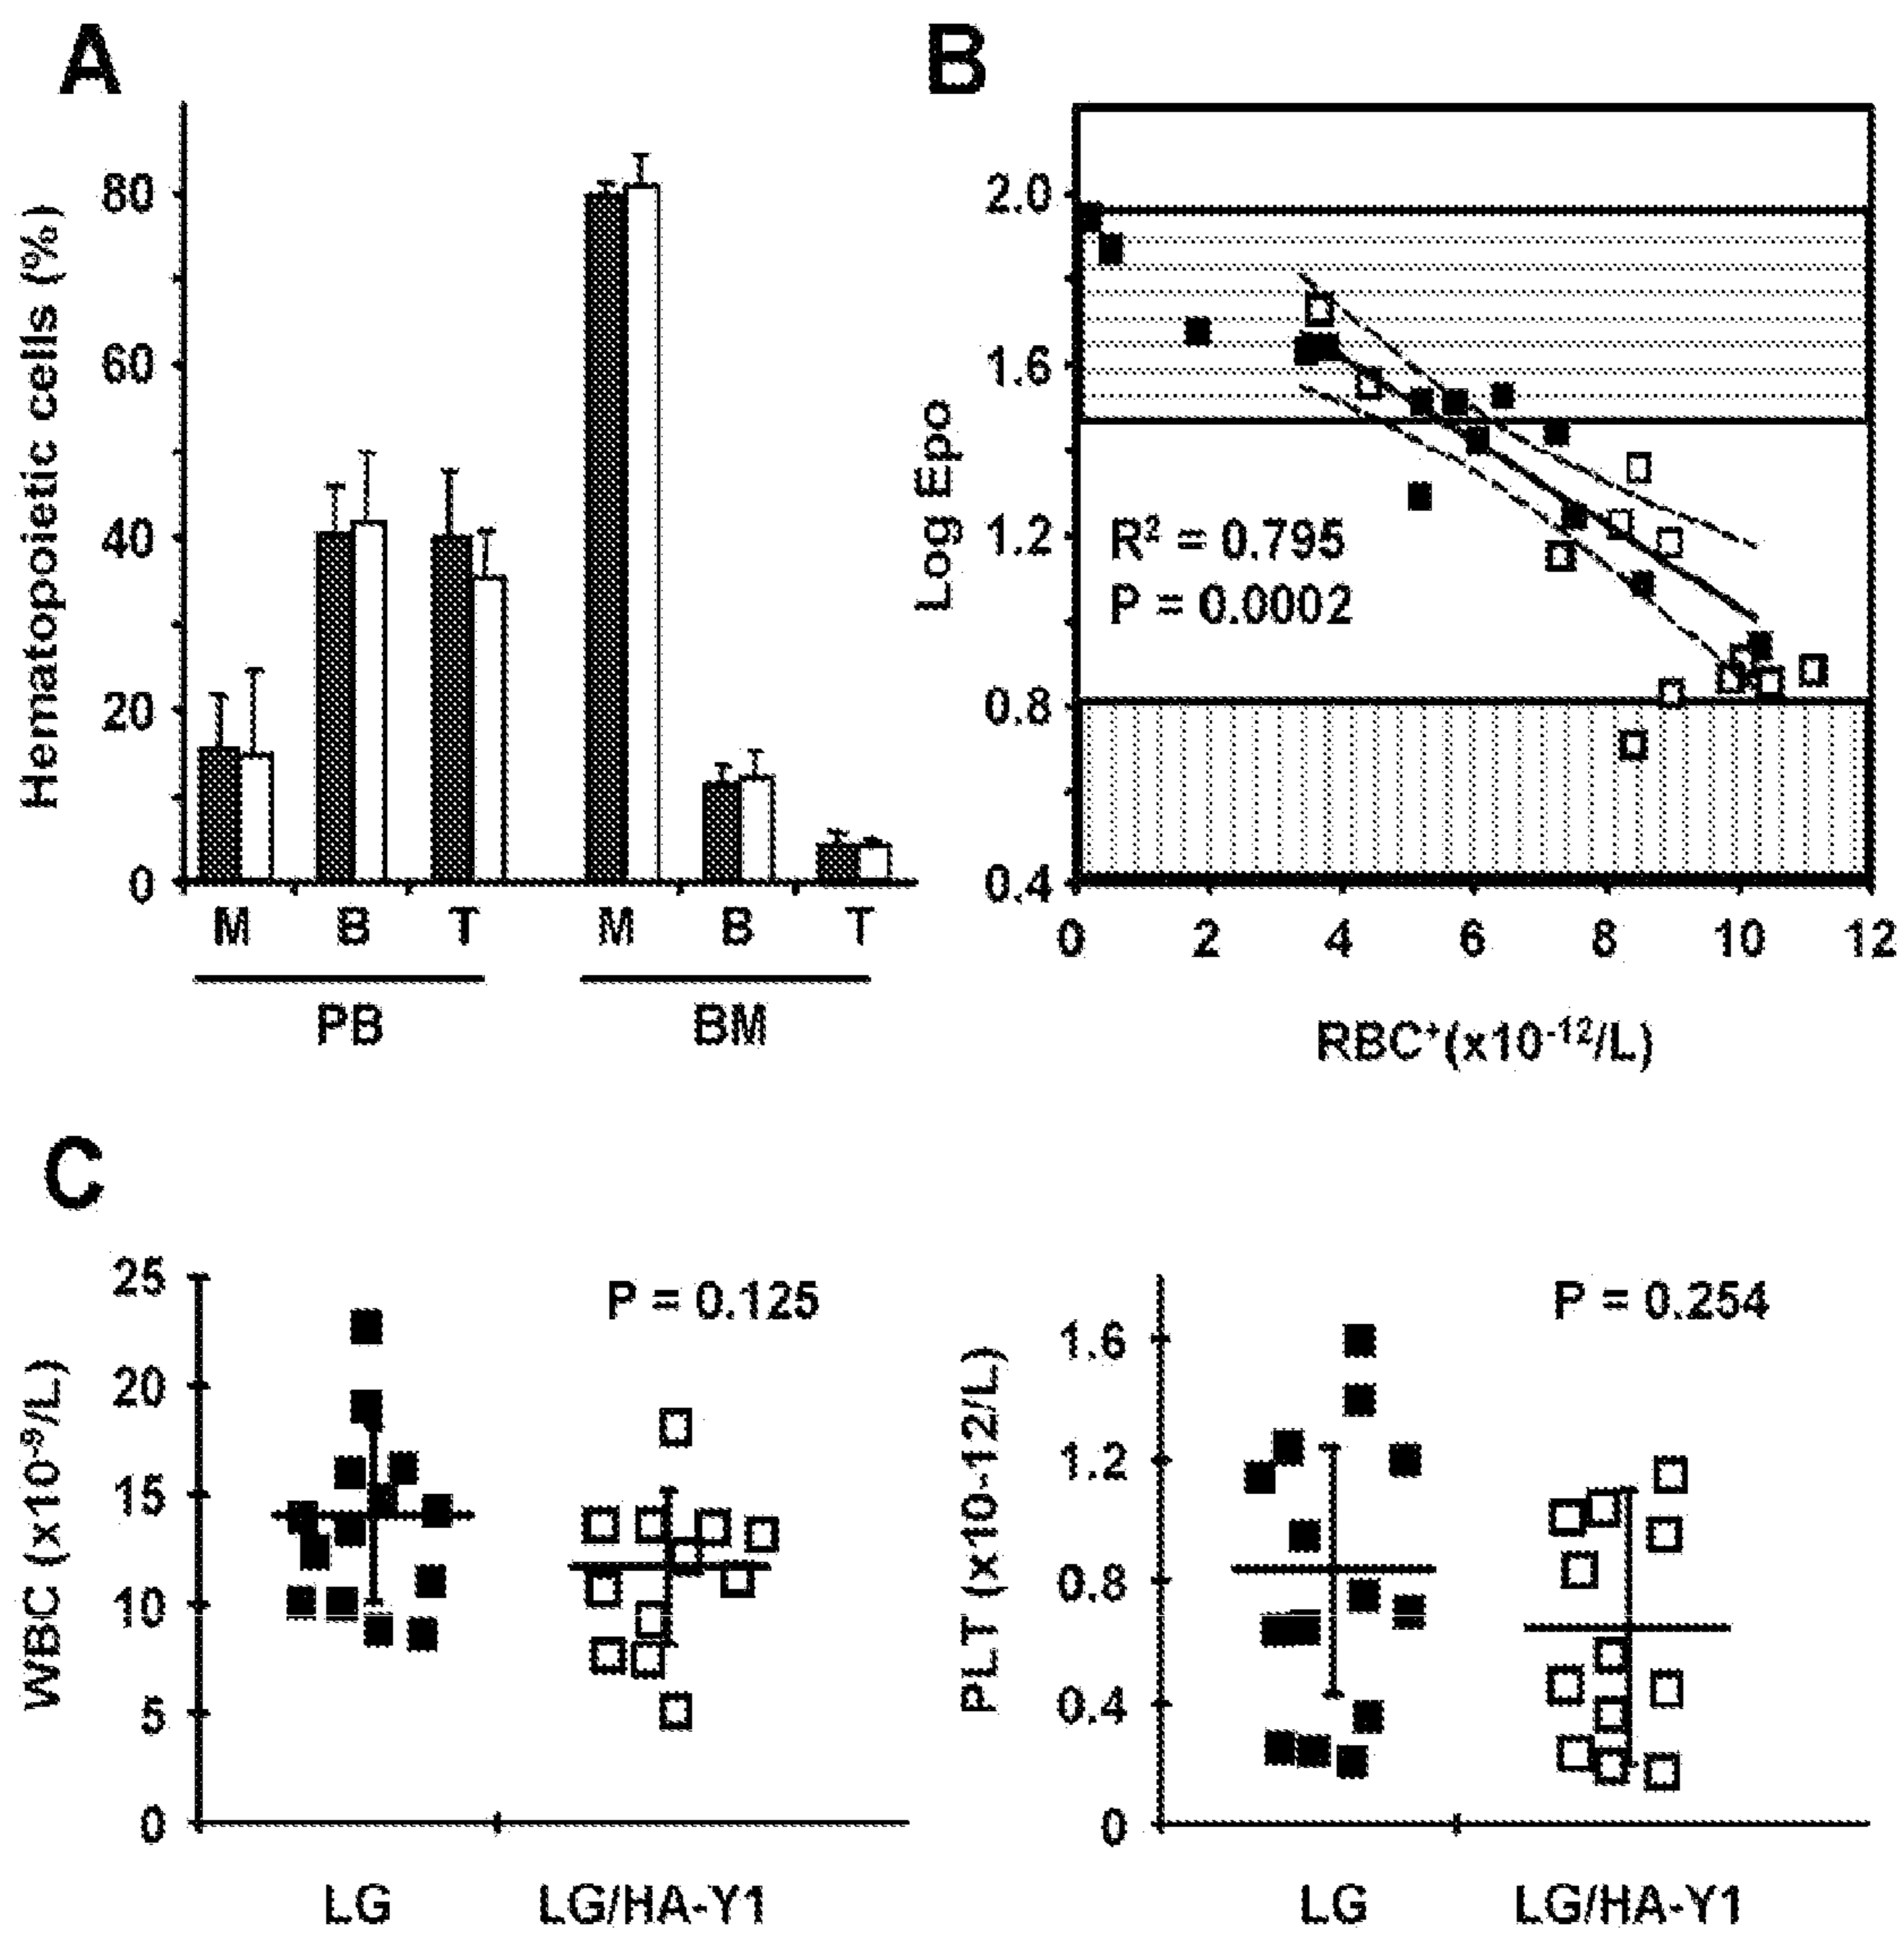 A
Hematopoietic cells (%)
80
60
40
20
0
M B T M B T
PB BM
B
Log Epo
2.0
1.6
1.2
0.8
0.4
R² = 0.795
P = 0.0002
0 2 4 6 8 10 12
RBC⁺(x10⁻¹²/L)
C
WBC (x10⁻⁹/L)
25
20
15
10
5
0
P = 0.125
LG LG/HA-Y1
PLT (x10-12/L)
1.6
1.2
0.8
0.4
0
P = 0.254
LG LG/HA-Y1